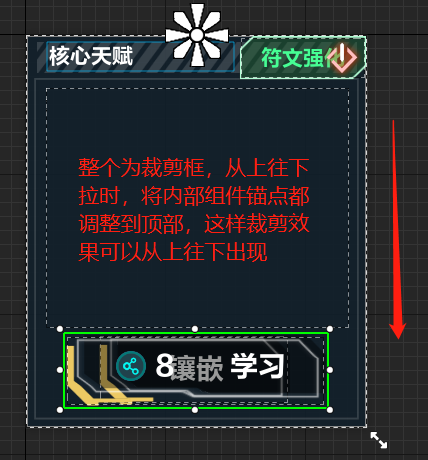 核心天赋
符文强化
整个为裁剪框，从上往下
拉时，将内部组件锚点都
调整到顶部，这样裁剪效
果可以从上往下出现
8 镶嵌 学习